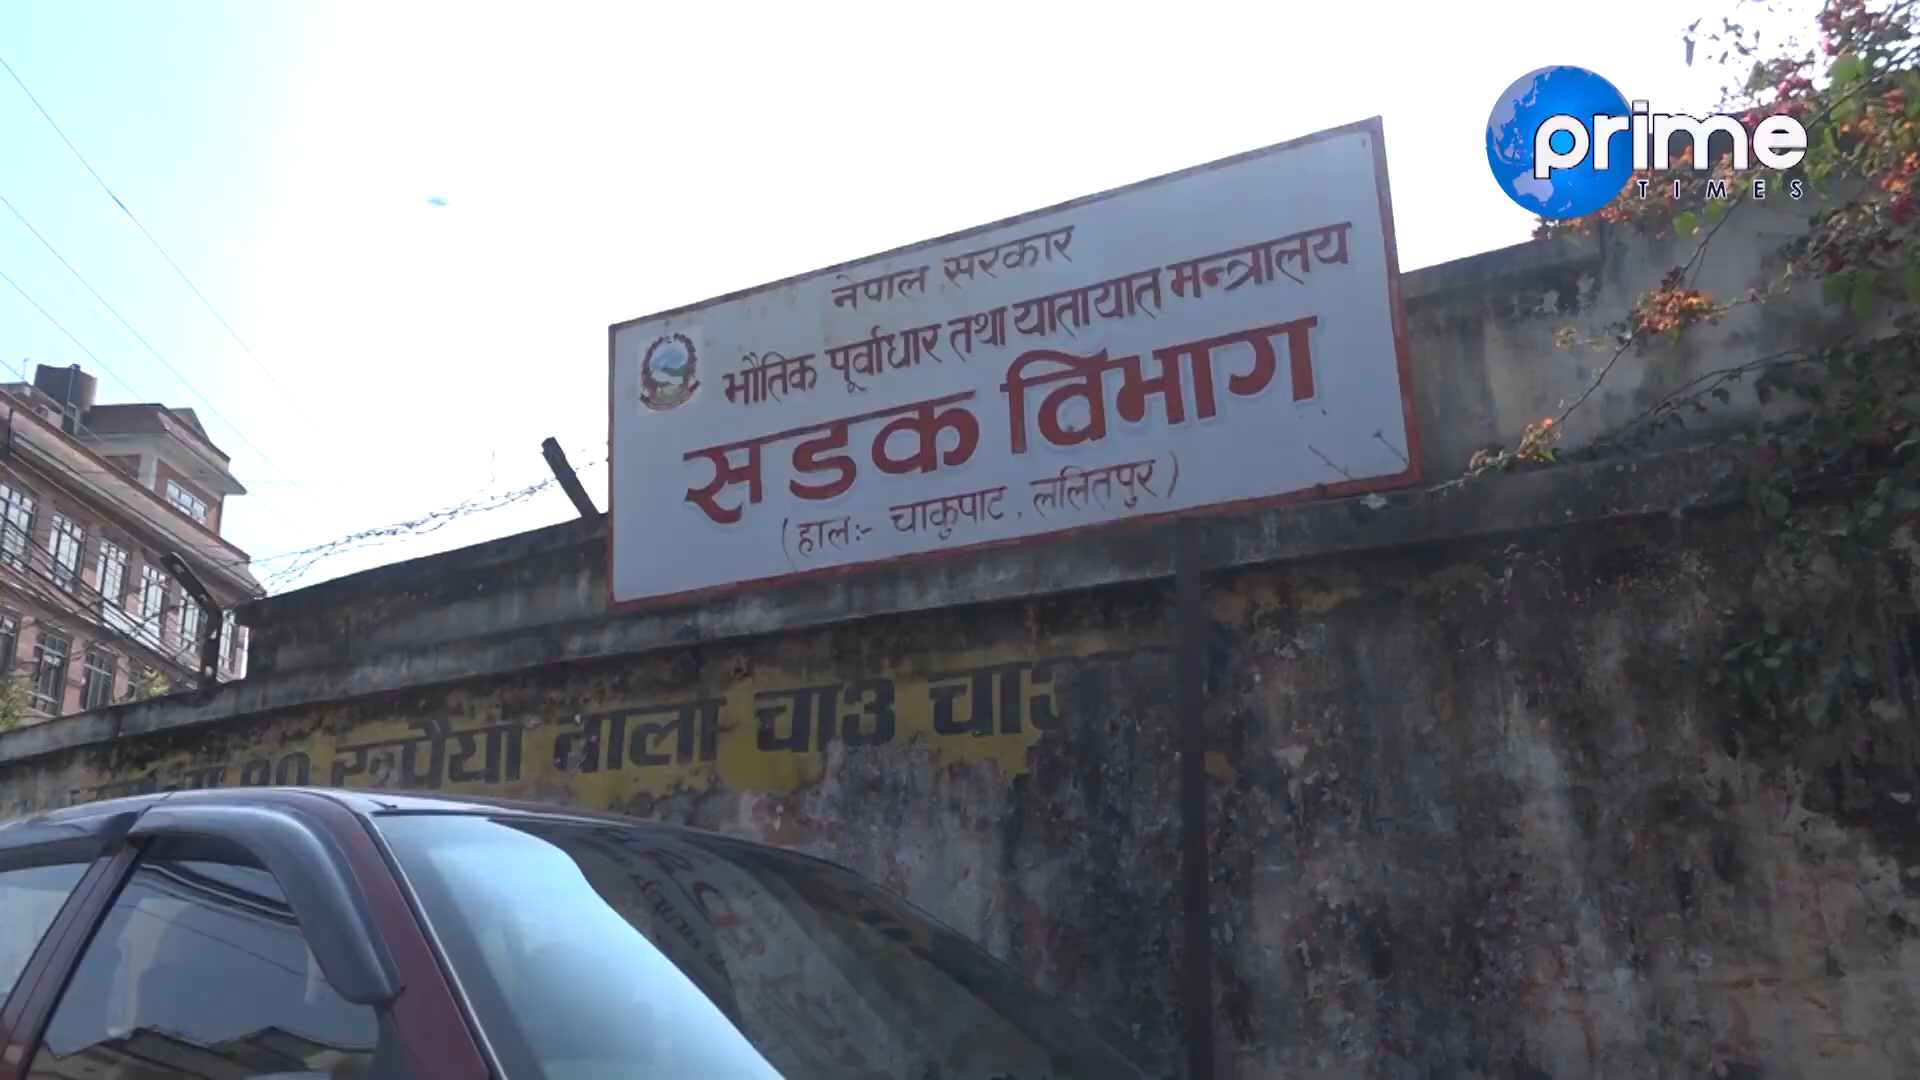 prime
TIMES
नेपाल सरकार
भौतिक पूर्वाधार तथा यातायात मन्त्रालय
सडक विभाग
(हाल:- चाकुपाट, ललितपुर)
रुपैया वाला चाउ